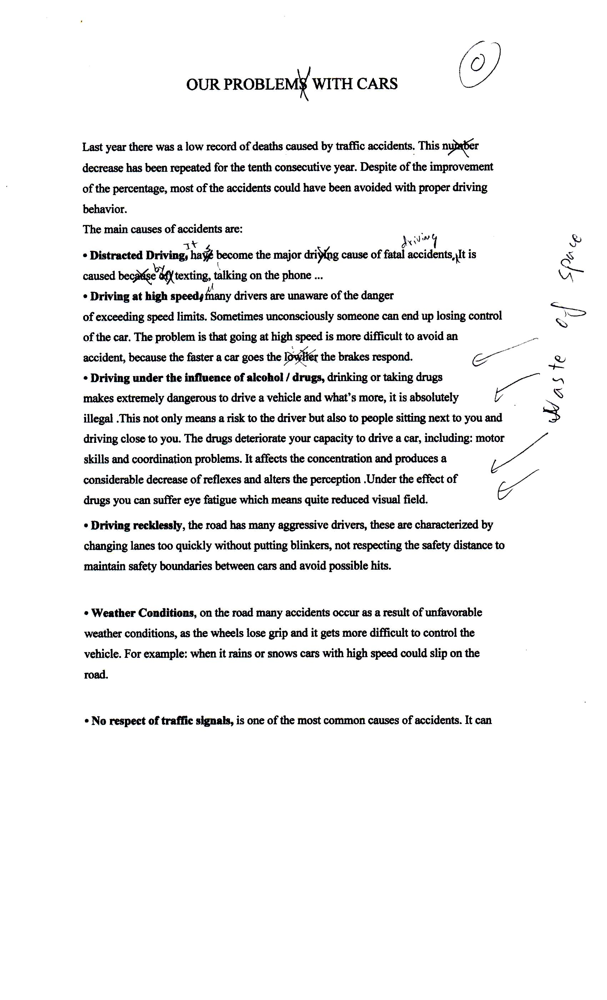 0
OUR PROBLEMS WITH CARS
Last year there was a low record of deaths caused by traffic accidents. This number
decrease has been repeated for the tenth consecutive year. Despite of the improvement
of the percentage, most of the accidents could have been avoided with proper driving
behavior.
The main causes of accidents are:
It s driving
• Distracted Driving, have become the major driving cause of fatal accidents, It is
by
caused because of texting, talking on the phone ...
M
• Driving at high speed, many drivers are unaware of the danger
of exceeding speed limits. Sometimes unconsciously someone can end up losing control
of the car. The problem is that going at high speed is more difficult to avoid an
accident, because the faster a car goes the lowlier the brakes respond.
• Driving under the influence of alcohol / drugs, drinking or taking drugs
makes extremely dangerous to drive a vehicle and what's more, it is absolutely
illegal .This not only means a risk to the driver but also to people sitting next to you and
driving close to you. The drugs deteriorate your capacity to drive a car, including: motor
skills and coordination problems. It affects the concentration and produces a
considerable decrease of reflexes and alters the perception .Under the effect of
drugs you can suffer eye fatigue which means quite reduced visual field.
• Driving recklessly, the road has many aggressive drivers, these are characterized by
changing lanes too quickly without putting blinkers, not respecting the safety distance to
maintain safety boundaries between cars and avoid possible hits.
• Weather Conditions, on the road many accidents occur as a result of unfavorable
weather conditions, as the wheels lose grip and it gets more difficult to control the
vehicle. For example: when it rains or snows cars with high speed could slip on the
road.
• No respect of traffic signals, is one of the most common causes of accidents. It can
Waste of space